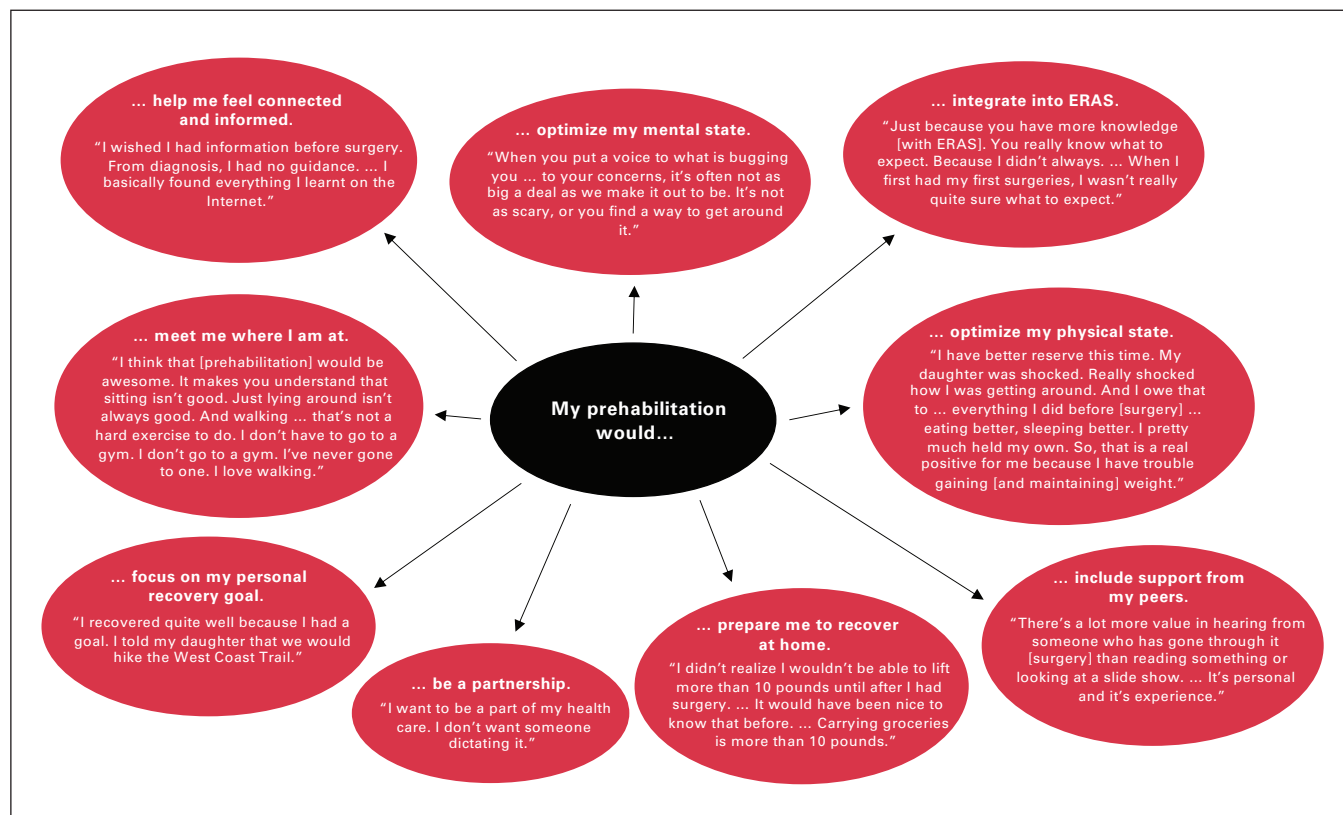 ... help me feel connected
and informed.
“I wished I had information before surgery.
From diagnosis, I had no guidance. ... I
basically found everything I learnt on the
Internet.”
... optimize my mental state.
“When you put a voice to what is bugging
you ... to your concerns, it’s often not as
big a deal as we make it out to be. It’s not
as scary, or you find a way to get around
it.”
... integrate into ERAS.
“Just because you have more knowledge
[with ERAS]. You really know what to
expect. Because I didn’t always. ... When I
first had my first surgeries, I wasn’t really
quite sure what to expect.”
... meet me where I am at.
“I think that [prehabilitation] would be
awesome. It makes you understand that
sitting isn’t good. Just lying around isn’t
always good. And walking ... that’s not a
hard exercise to do. I don’t have to go to a
gym. I don’t go to a gym. I’ve never gone
to one. I love walking.”
My prehabilitation
would...
... optimize my physical state.
“I have better reserve this time. My
daughter was shocked. Really shocked
how I was getting around. And I owe that
to ... everything I did before [surgery] ...
eating better, sleeping better. I pretty
much held my own. So, that is a real
positive for me because I have trouble
gaining [and maintaining] weight.”
... focus on my personal
recovery goal.
“I recovered quite well because I had a
goal. I told my daughter that we would
hike the West Coast Trail.”
... be a partnership.
“I want to be a part of my health
care. I don’t want someone
dictating it.”
... prepare me to recover
at home.
“I didn’t realize I wouldn’t be able to lift
more than 10 pounds until after I had
surgery. ... It would have been nice to
know that before. ... Carrying groceries
is more than 10 pounds.”
... include support from
my peers.
“There’s a lot more value in hearing from
someone who has gone through it
[surgery] than reading something or
looking at a slide show. ... It’s personal
and it’s experience.”